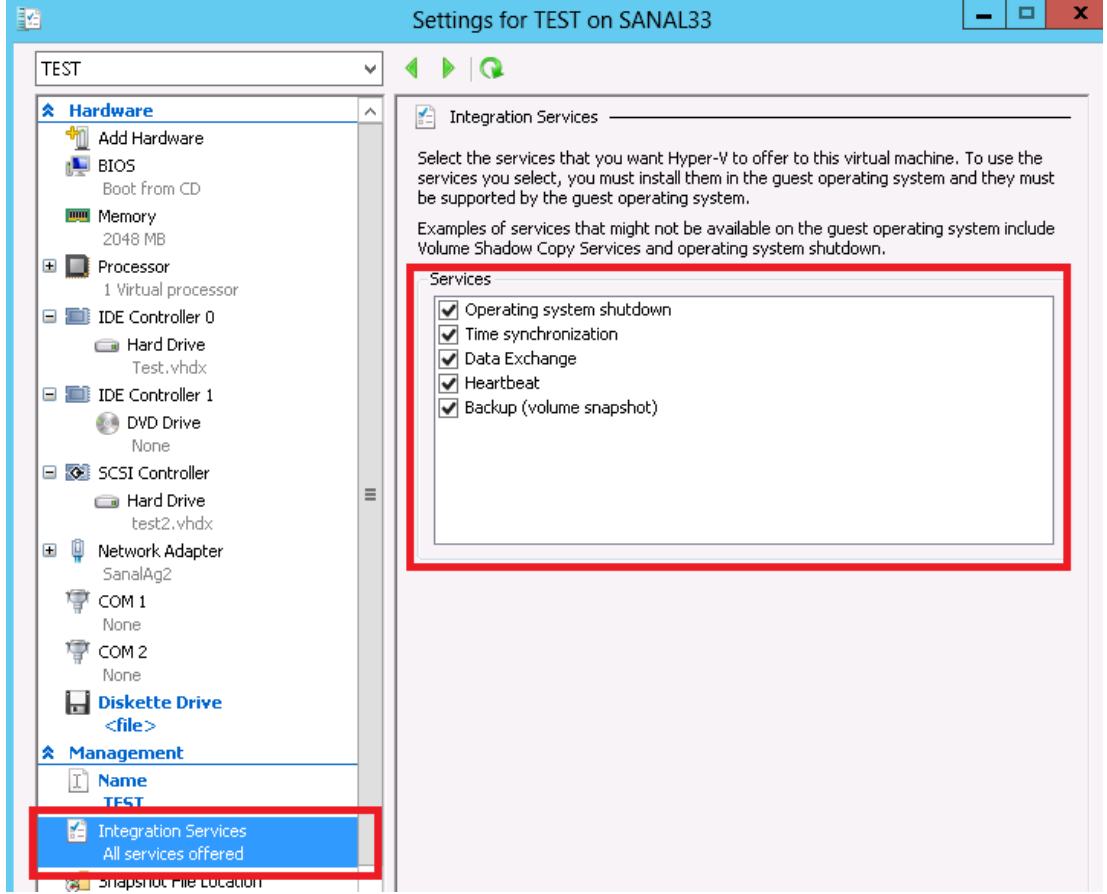 Settings for TEST on SANAL33
TEST
Hardware
Add Hardware
BIOS
Boot from CD
Memory
2048 MB
Processor
1 Virtual processor
IDE Controller 0
Hard Drive
Test.vhdx
IDE Controller 1
DVD Drive
None
SCSI Controller
Hard Drive
test2.vhdx
Network Adapter
SanalAg2
COM 1
None
COM 2
None
Diskette Drive
<file>
Management
Name
TEST
Integration Services
All services offered
Snapshot File Location
Integration Services
Select the services that you want Hyper-V to offer to this virtual machine. To use the
services you select, you must install them in the guest operating system and they must
be supported by the guest operating system.
Examples of services that might not be available on the guest operating system include
Volume Shadow Copy Services and operating system shutdown.
Services
Operating system shutdown
Time synchronization
Data Exchange
Heartbeat
Backup (volume snapshot)